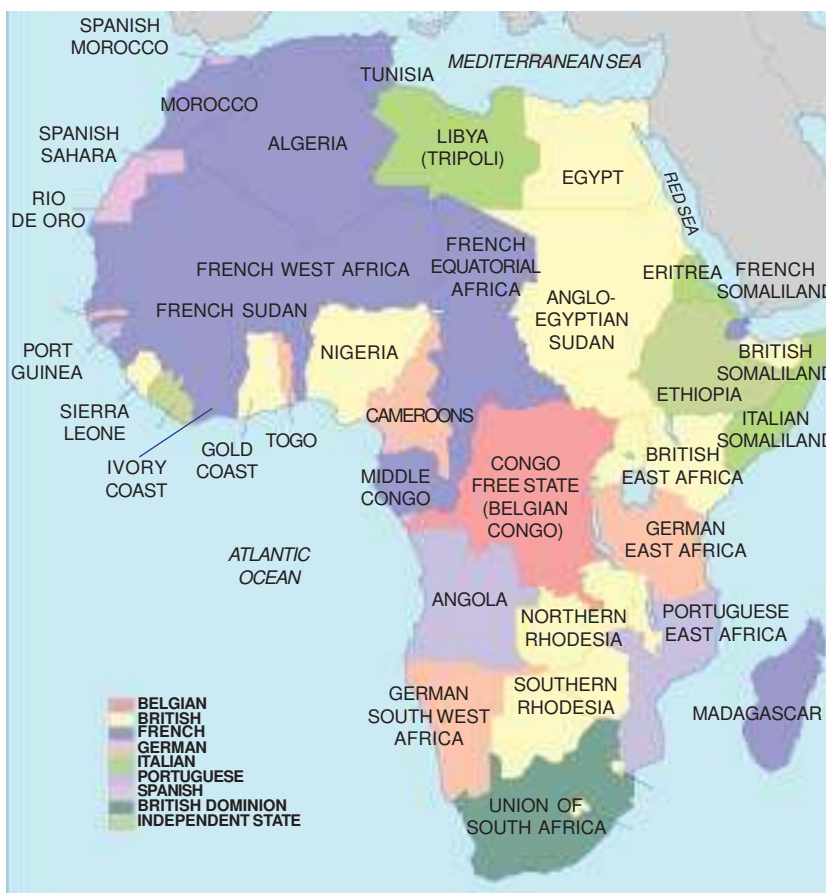 SPANISH
MOROCCO
MEDITERRANEAN SEA
TUNISIA
MOROCCO
SPANISH
SAHARA
ALGERIA
LIBYA
(TRIPOLI)
EGYPT
RED SEA
RIO
DE ORO
FRENCH WEST AFRICA
FRENCH
EQUATORIAL
AFRICA
ERITREA
FRENCH
SOMALILAND
FRENCH SUDAN
ANGLO-
EGYPTIAN
SUDAN
PORT
GUINEA
NIGERIA
BRITISH
SOMALILAND
ETHIOPIA
SIERRA
LEONE
CAMEROONS
ITALIAN
SOMALILAND
IVORY
COAST
GOLD
COAST
TOGO
MIDDLE
CONGO
CONGO
FREE STATE
(BELGIAN
CONGO)
BRITISH
EAST AFRICA
GERMAN
EAST AFRICA
ATLANTIC
OCEAN
ANGOLA
NORTHERN
RHODESIA
PORTUGUESE
EAST AFRICA
GERMAN
SOUTH WEST
AFRICA
SOUTHERN
RHODESIA
MADAGASCAR
UNION OF
SOUTH AFRICA
BELGIAN
BRITISH
FRENCH
GERMAN
ITALIAN
PORTUGUESE
SPANISH
BRITISH DOMINION
INDEPENDENT STATE